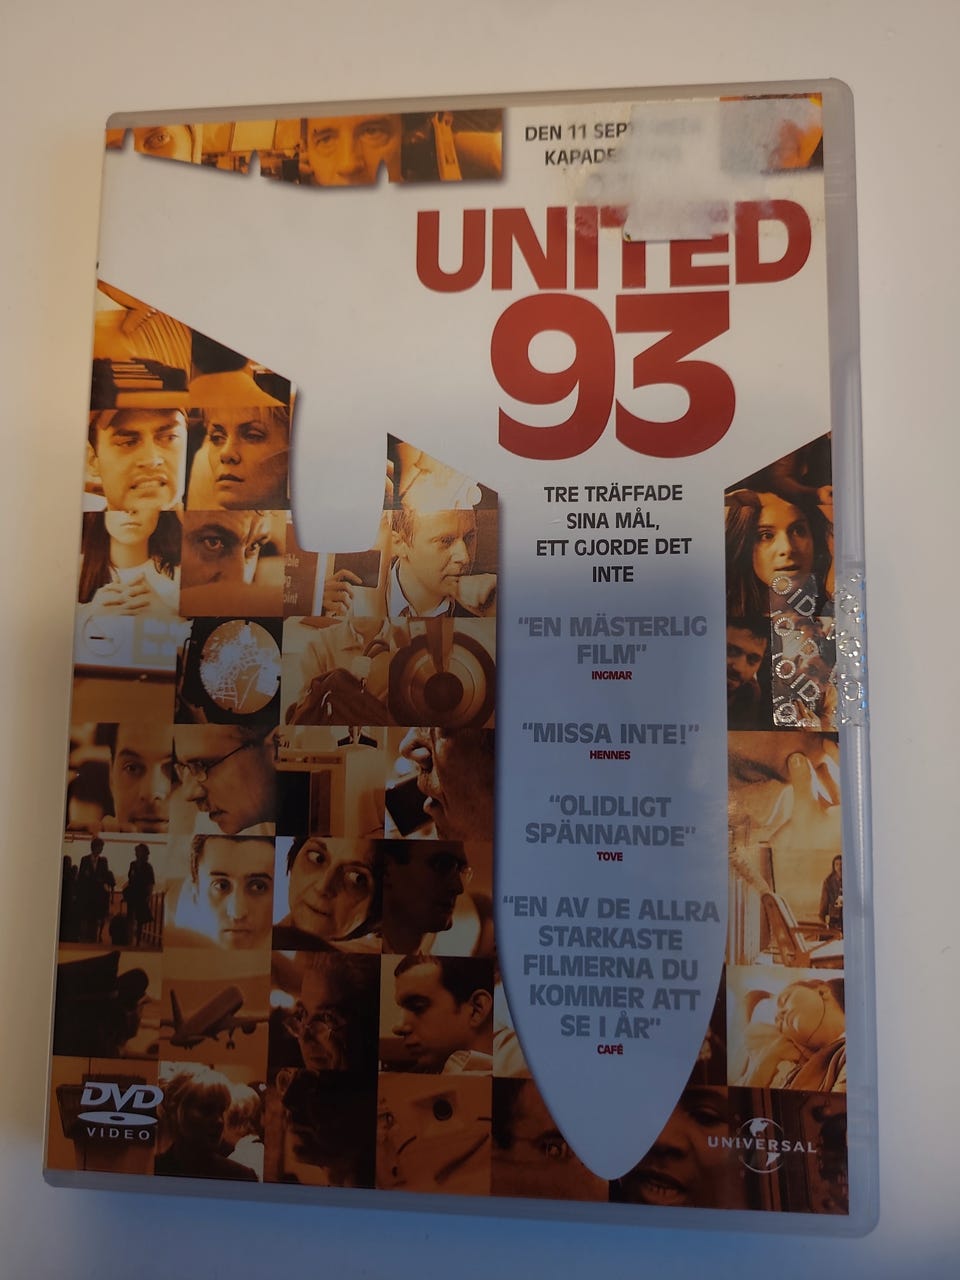 DEN 11 SEPT
KAPADE
UNITED
93
TRE TRÄFFADE
SINA MÅL,
ETT GJORDE DET
INTE
"EN MÄSTERLIG
FILM"
INGMAR
"MISSA INTE!"
HENNES
"OLIDLIGT
SPÄNNANDE"
TOVE
"EN AV DE ALLRA
STARKASTE
FILMERNA DU
KOMMER ATT
SE I ÅR"
CAFÉ
DVD
VIDEO
UNIVERSAL